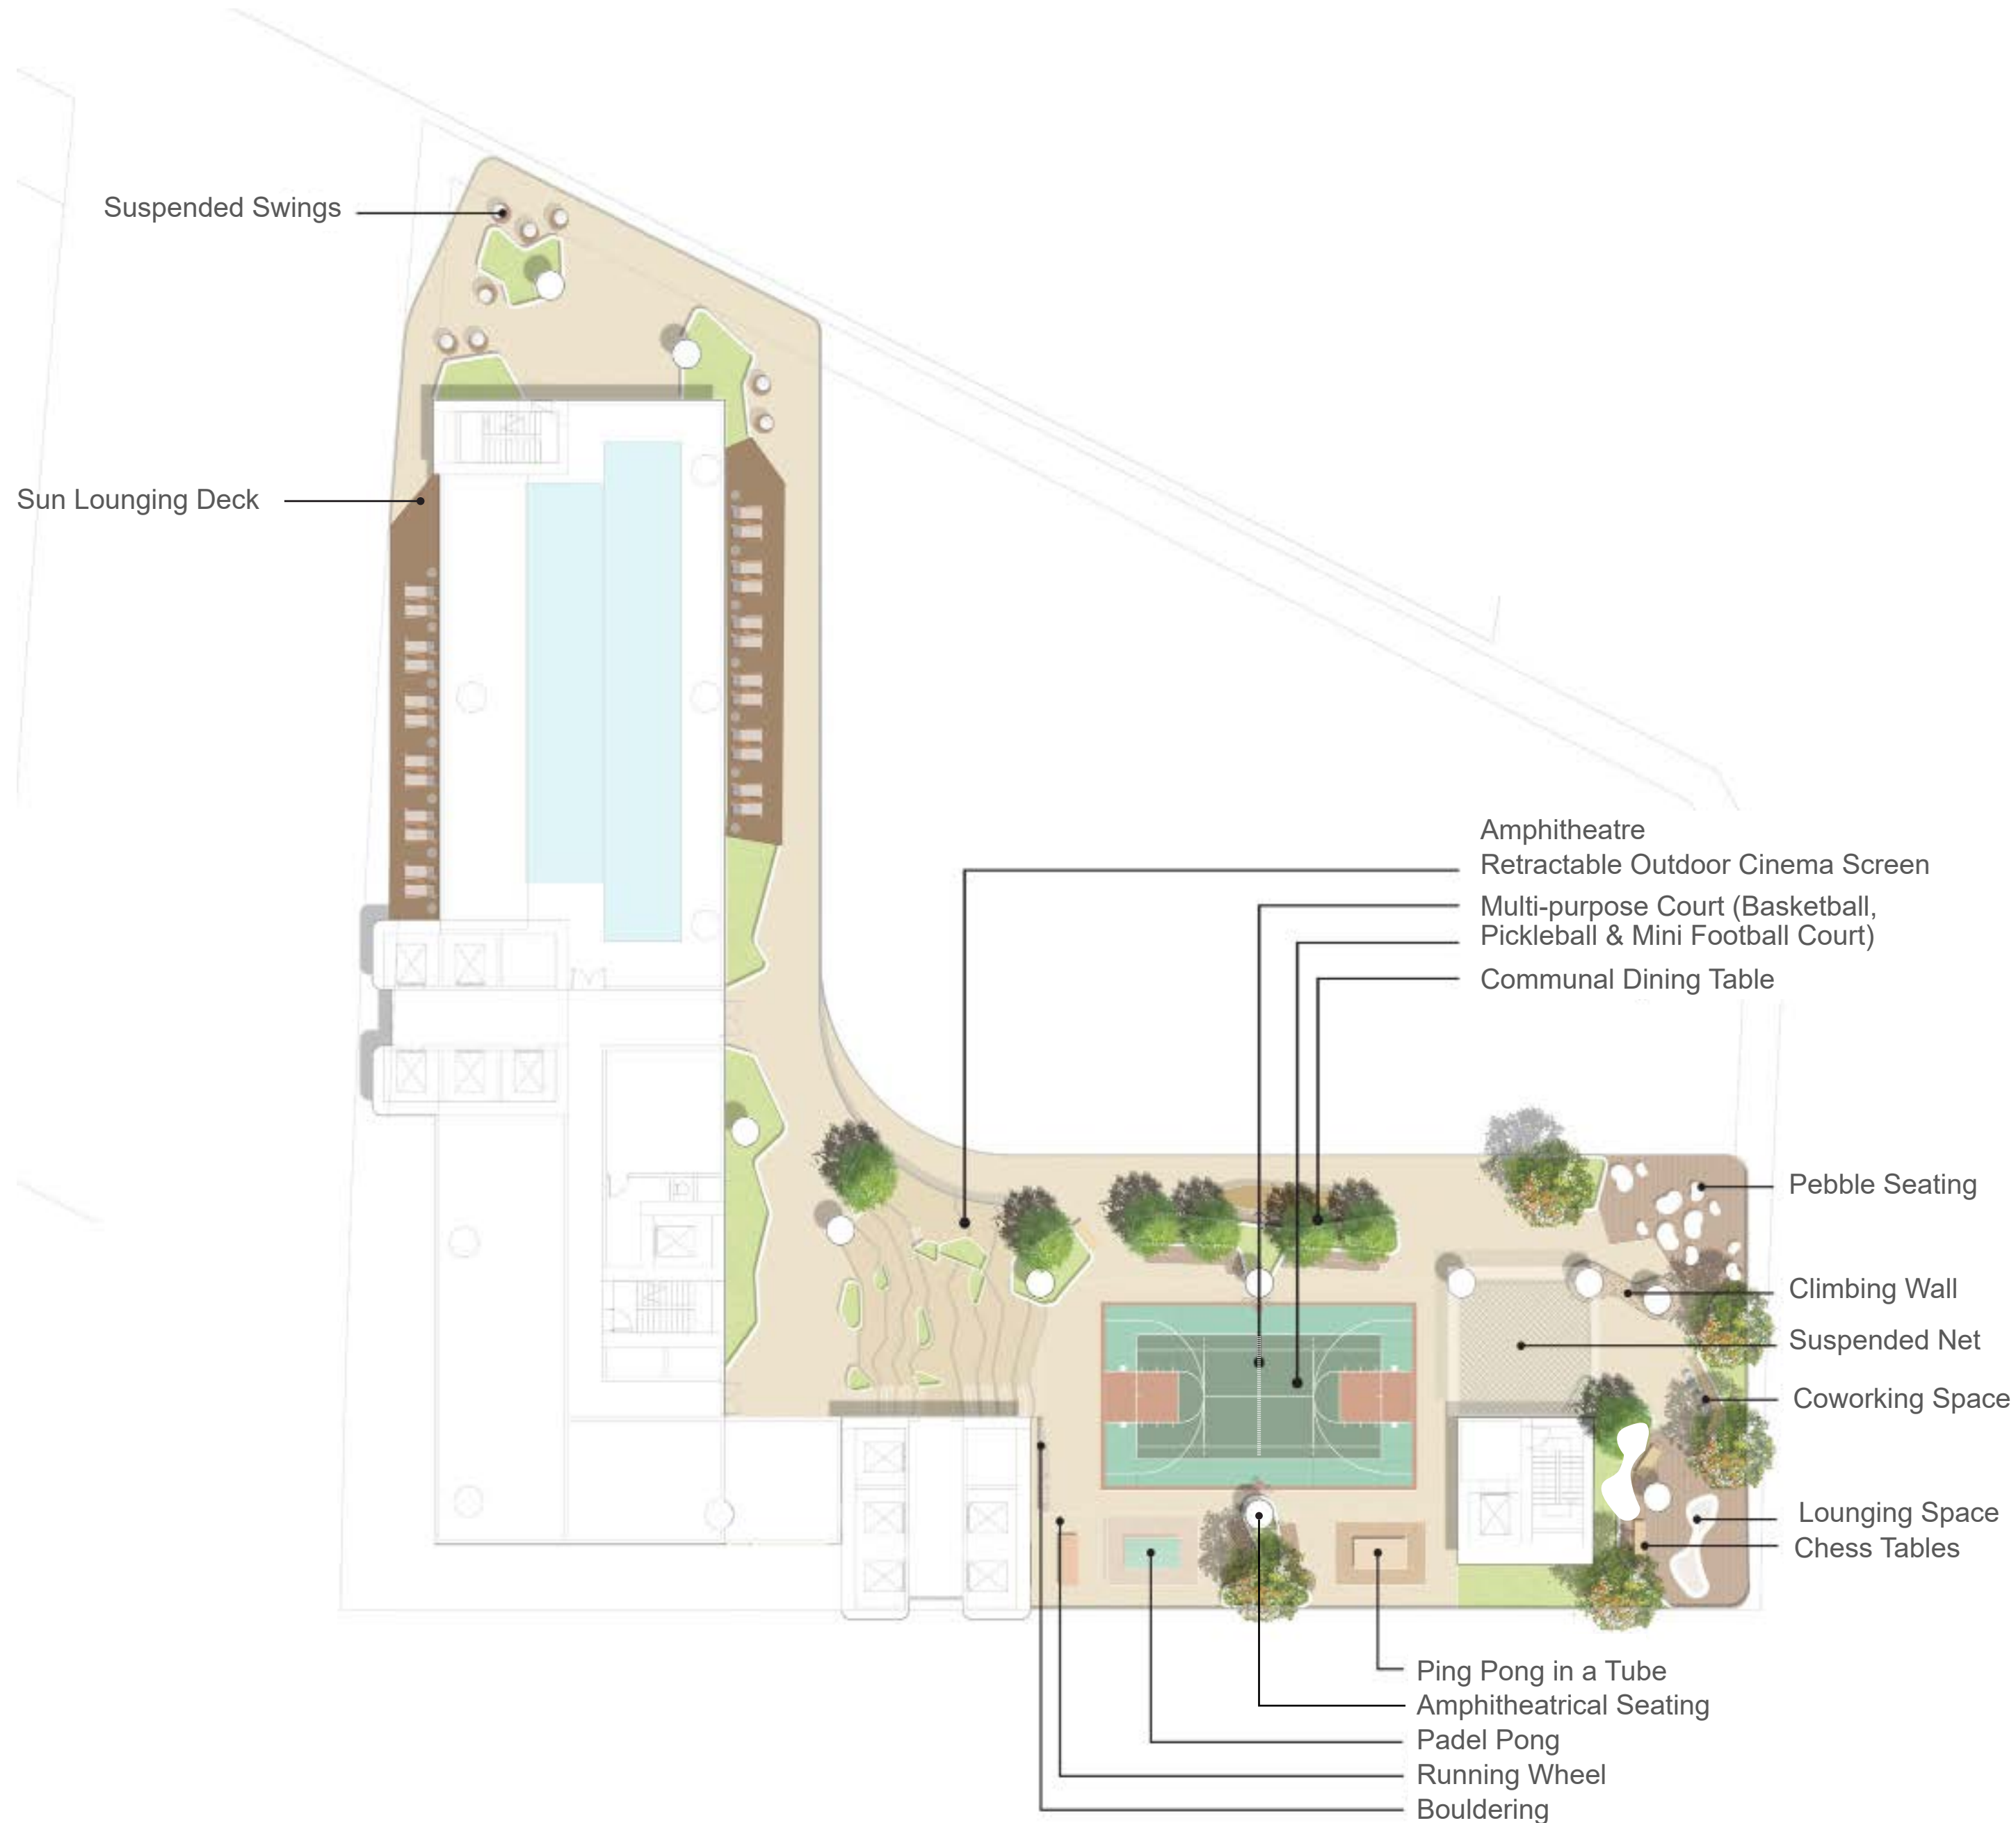 Suspended Swings
Sun Lounging Deck
Amphitheatre
Retractable Outdoor Cinema Screen
Multi-purpose Court (Basketball,
Pickleball & Mini Football Court)
Communal Dining Table
Pebble Seating
Climbing Wall
Suspended Net
Coworking Space
Lounging Space
Chess Tables
Ping Pong in a Tube
Amphitheatrical Seating
Padel Pong
Running Wheel
Bouldering